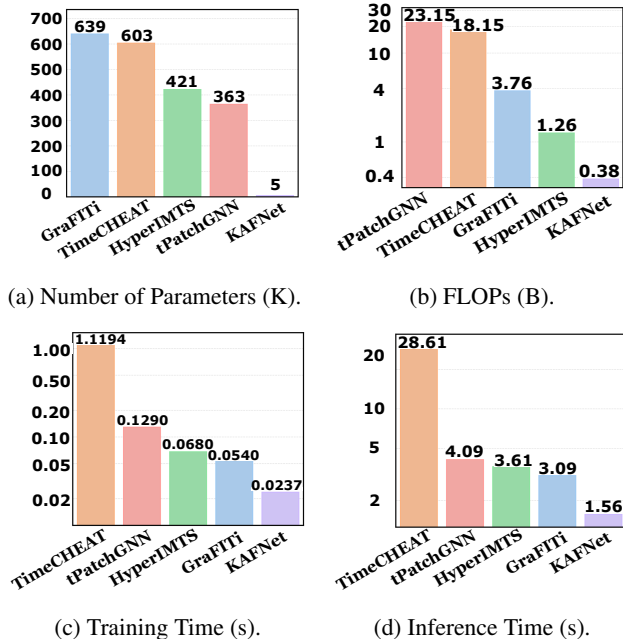 700
600
500
400
300
200
100
0
639
603
421
363
5
GraFITi
TimeCHEAT
HyperIMTS
tPatchGNN
KAFNet
(a) Number of Parameters (K).
30
20
10
4
1
0.4
23.15
18.15
3.76
1.26
0.38
tPatchGNN
TimeCHEAT
GraFITi
HyperIMTS
KAFNet
(b) FLOPs (B).
1.00
0.50
0.20
0.10
0.05
0.02
1.1194
0.1290
0.0680
0.0540
0.0237
TimeCHEAT
tPatchGNN
HyperIMTS
GraFITi
KAFNet
(c) Training Time (s).
20
10
5
2
28.61
4.09
3.61
3.09
1.56
TimeCHEAT
tPatchGNN
HyperIMTS
GraFITi
KAFNet
(d) Inference Time (s).